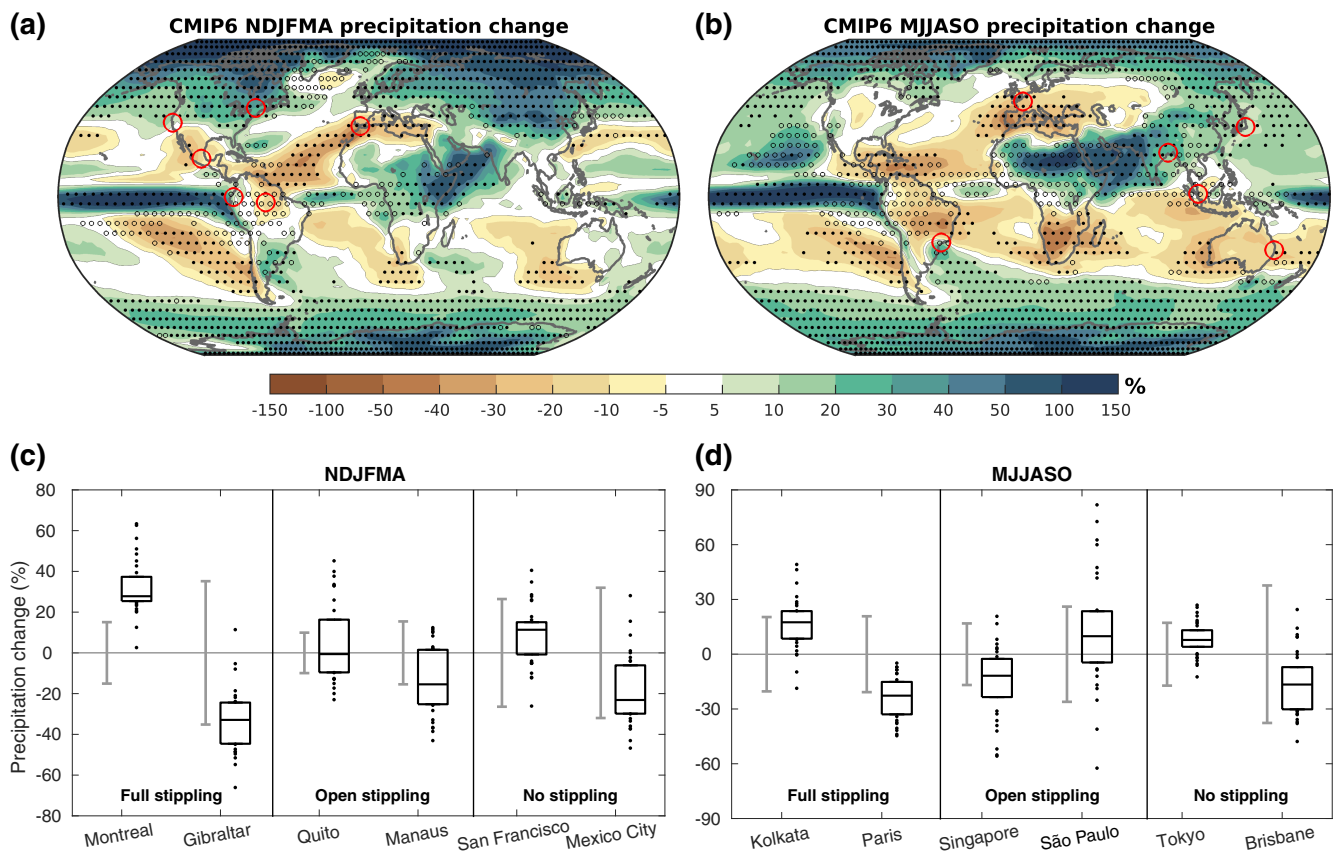 (a) CMIP6 NDJFMA precipitation change
(b) CMIP6 MJJASO precipitation change
-150 -100 -50 -40 -30 -20 -10 -5 5 10 20 30 40 50 100 150 %
(c) NDJFMA
Precipitation change (%)
80
60
40
20
0
-20
-40
-60
-80
Full stippling Open stippling No stippling
Montreal Gibraltar Quito Manaus San Francisco Mexico City
(d) MJJASO
90
60
30
0
-30
-60
-90
Full stippling Open stippling No stippling
Kolkata Paris Singapore São Paulo Tokyo Brisbane